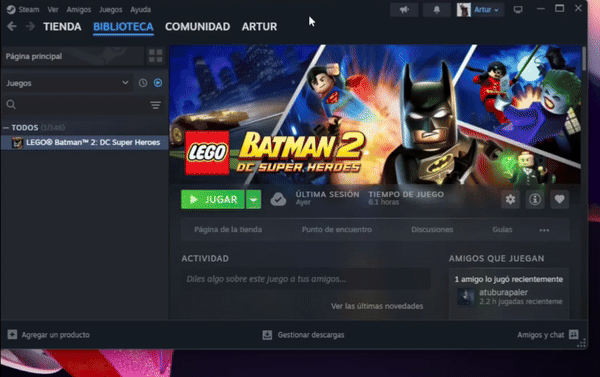 Steam Ver Amigos Juegos Ayuda
Artur
TIENDA BIBLIOTECA COMUNIDAD ARTUR
Página principal
Juegos
— TODOS (1/346)
LEGO® Batman™ 2: DC Super Heroes
LEGO BATMAN 2
DC SUPER HEROES
JUGAR
ÚLTIMA SESIÓN
Ayer
TIEMPO DE JUEGO
6.1 horas
Página de la tienda Punto de encuentro Discusiones Guías
ACTIVIDAD
Diles algo sobre este juego a tus amigos...
Ver las últimas novedades
AMIGOS QUE JUEGAN
1 amigo lo jugó recientemente
atuburapaler
2.2 h jugadas recienteme
Agregar un producto
Gestionar descargas
Amigos y chat